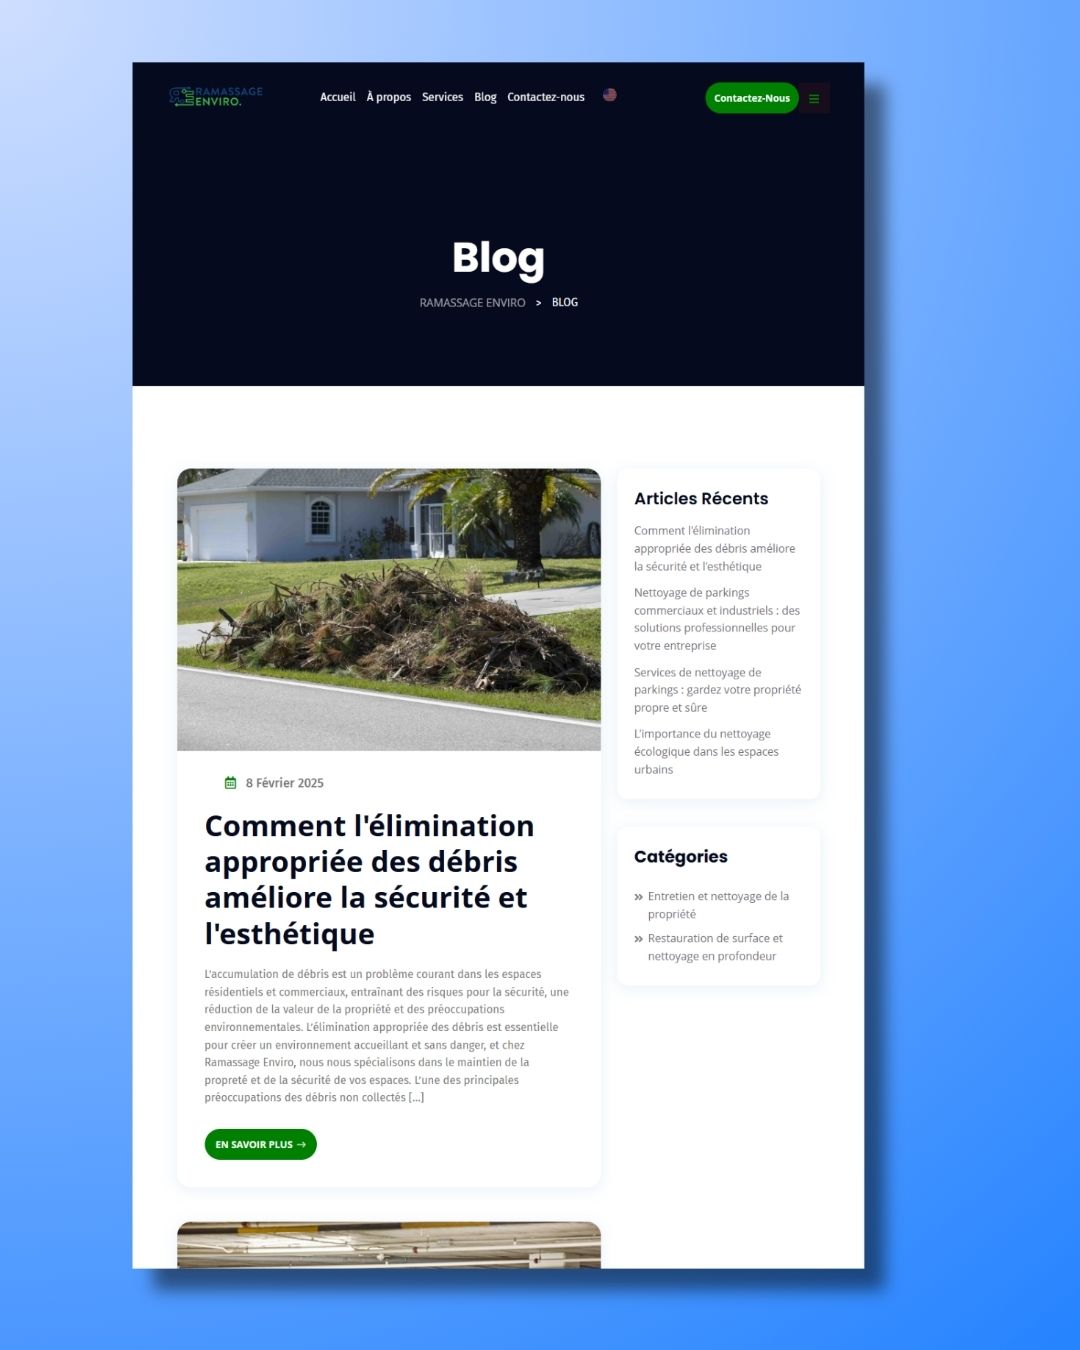 RAMASSAGE
ENVIRO.
Accueil À propos Services Blog Contactez-nous
Contactez-Nous
Blog
RAMASSAGE ENVIRO > BLOG
8 Février 2025
Comment l'élimination
appropriée des débris
améliore la sécurité et
l'esthétique
L'accumulation de débris est un problème courant dans les espaces
résidentiels et commerciaux, entraînant des risques pour la sécurité, une
réduction de la valeur de la propriété et des préoccupations
environnementales. L'élimination appropriée des débris est essentielle
pour créer un environnement accueillant et sans danger, et chez
Ramassage Enviro, nous nous spécialisons dans le maintien de la
propreté et de la sécurité de vos espaces. L'une des principales
préoccupations des débris non collectés [...]
EN SAVOIR PLUS →
Articles Récents
Comment l'élimination
appropriée des débris améliore
la sécurité et l'esthétique
Nettoyage de parkings
commerciaux et industriels : des
solutions professionnelles pour
votre entreprise
Services de nettoyage de
parkings : gardez votre propriété
propre et sûre
L'importance du nettoyage
écologique dans les espaces
urbains
Catégories
» Entretien et nettoyage de la
propriété
» Restauration de surface et
nettoyage en profondeur